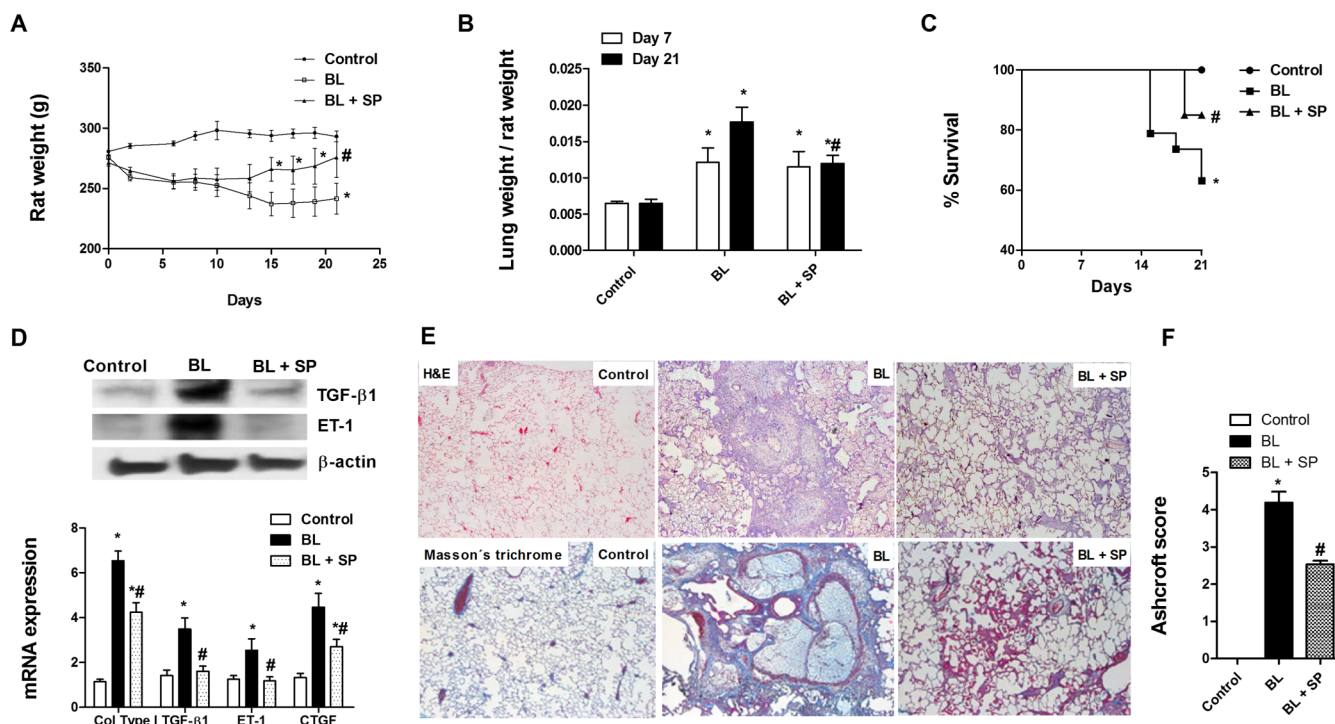 A
Control
BL
BL + SP
350
300
250
200
Rat weight (g)
*
*
*
#
*
0
5
10
15
20
25
Days
B
Day 7
Day 21
0.025
0.020
0.015
0.010
0.005
0.000
Lung weight / rat weight
*
*
*
*#
Control
BL
BL + SP
C
Control
BL
BL + SP
100
80
60
40
% Survival
#
*
0
7
14
21
Days
D
Control
BL
BL + SP
TGF-β1
ET-1
β-actin
Control
BL
BL + SP
8
6
4
2
0
mRNA expression
*
*#
*
#
*
#
*
*#
Col Type I
TGF-β1
ET-1
CTGF
E
H&E
Control
BL
BL + SP
Masson´s trichrome
Control
BL
BL + SP
F
Control
BL
BL + SP
5
4
3
2
1
0
Ashcroft score
*
#
Control
BL
BL + SP